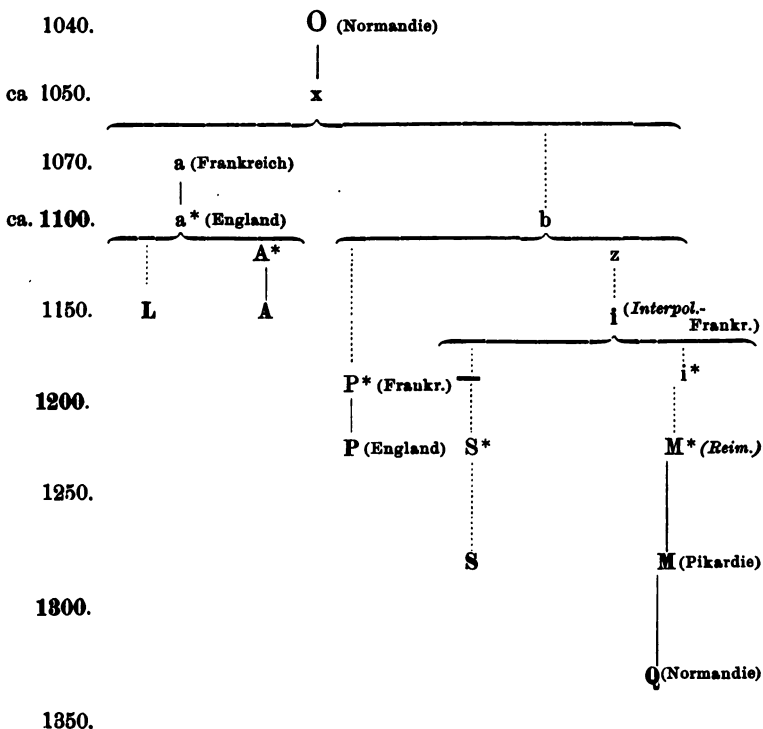 1040. O (Normandie)
ca 1050. x
1070. a (Frankreich)
ca. 1100. a* (England) b
A* z
1150. L A i (Interpol.-
Frankr.)
P* (Frankr.) i*
1200.
P (England) S* M* (Reim.)
1250.
S M (Pikardie)
1300.
Q (Normandie)
1350.